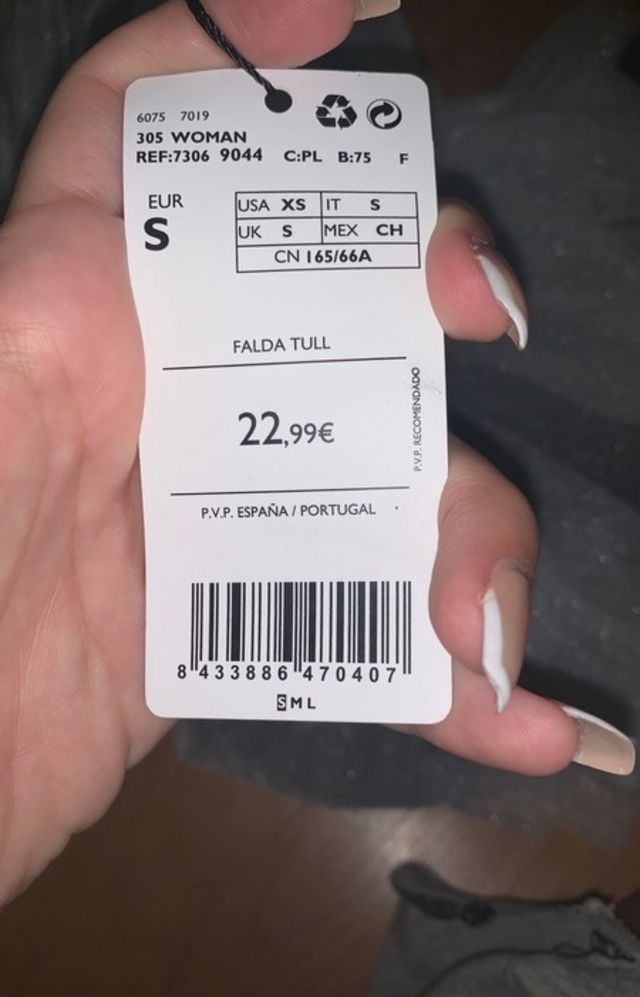 6075 7019
305 WOMAN
REF:7306 9044 C:PL B:75 F
EUR
S
USA XS IT S
UK S MEX CH
CN 165/66A
FALDA TULL
22,99€
P.V.P. RECOMENDADO
P.V.P. ESPAÑA / PORTUGAL
8 433886 470407
S M L